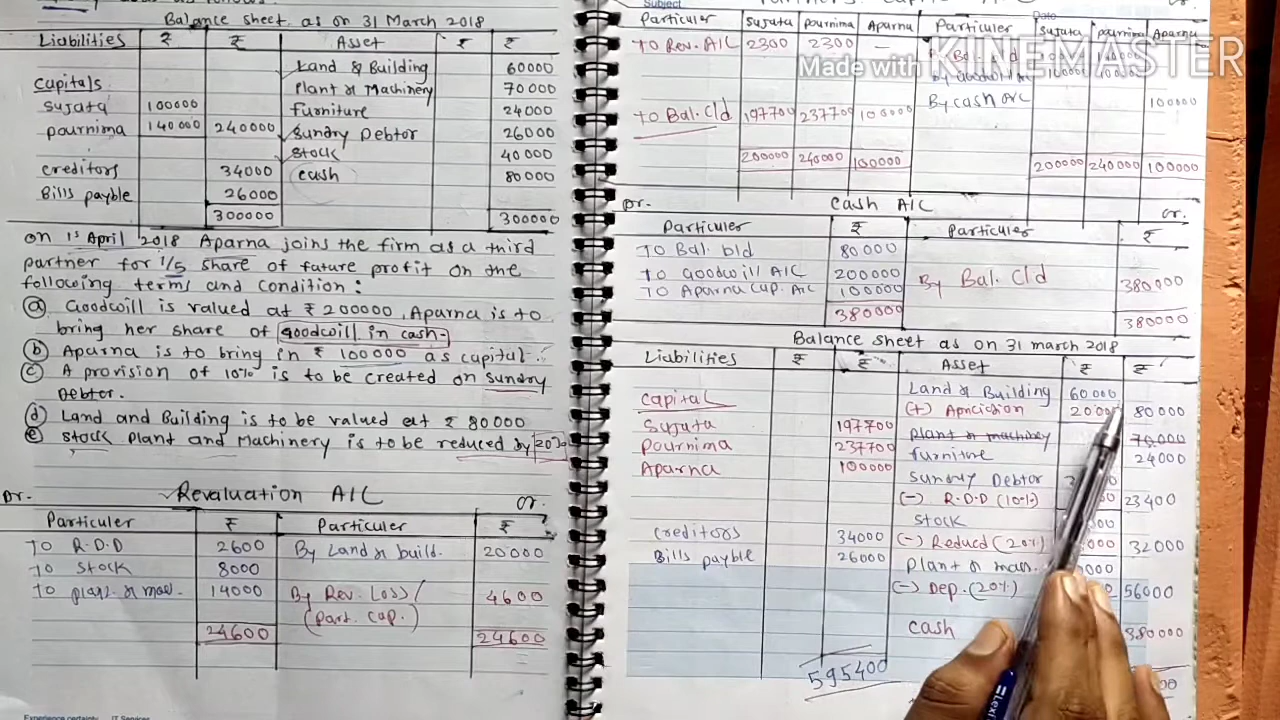 Balance sheet as on 31 March 2018
Liabilities ₹ ₹ Asset ₹ ₹
Land & Building 60000
Capitals Plant & Machinery 70000
Sujata 100000 Furniture 24000
Pournima 140000 240000 Sundry Debtor 26000
Stock 40000
Creditors 34000 Cash 80000
Bills payble 26000
300000 300000
on 1st April 2018 Aparna joins the firm as a third
partner for 1/5 share of future profit on the
following terms and condition:
(a) Goodwill is valued at ₹ 200000, Aparna is to
bring her share of Goodwill in cash.
(b) Aparna is to bring in ₹ 100000 as capital.
(c) A provision of 10% is to be created on Sundry
Debtor.
(d) Land and Building is to be valued at ₹ 80000
(e) Stock Plant and Machinery is to be reduced by 20%
Dr. Revaluation A/C Cr.
Particuler ₹ Particuler ₹
To R.D.D 2600 By Land & build. 20000
To Stock 8000
To plant & mac. 14000 By Rev. Loss/ 4600
(Part. Cap.)
24600 24600
Experience certainty. IT Services
Subject Date
Particuler Sujata Pournima Aparna Particuler Sujata Pournima Aparna
To Rev. A/C 2300 2300 —
Made with KINEMASTER
By Cash A/c 100000
To Bal. C/d 197700 237700 100000
200000 240000 100000 200000 240000 100000
Dr. Cash A/C Cr.
Particuler ₹ Particuler ₹
To Bal. b/d 80000
To Goodwill A/C 200000 By Bal. C/d 380000
To Aparna Cap. A/c 100000
380000 380000
Balance sheet as on 31 march 2018
Liabilities ₹ ₹ Asset ₹ ₹
Capital Land & Building 60000
(+) Apriciation 80000
Sujata 197700 Plant & machinery 70000
Pournima 237700 Furniture 24000
Aparna 100000 Sundry Debtor
(-) R.D.D (10%) 23400
Stock
Creditors 34000 (-) Reducd (20%) 32000
Bills payble 26000 Plant & mac.
(-) Dep. (20%) 56000
Cash 380000
595400